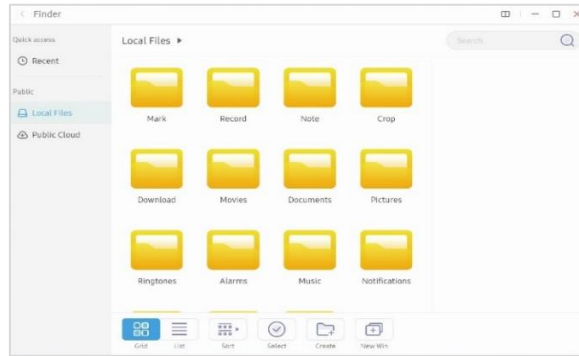 Finder
Quick access
Recent
Public
Local Files
Public Cloud
Local Files
Search
Mark Record Note Crop
Download Movies Documents Pictures
Ringtones Alarms Music Notifications
Grid List Sort Select Create New Win